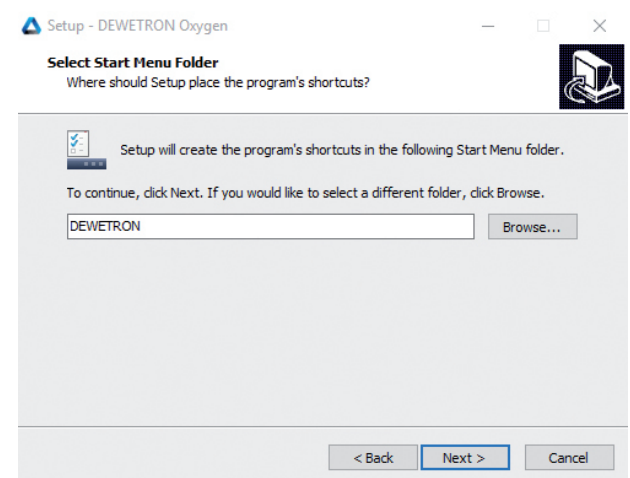 Setup - DEWETRON Oxygen
Select Start Menu Folder
Where should Setup place the program's shortcuts?
Setup will create the program's shortcuts in the following Start Menu folder.
To continue, click Next. If you would like to select a different folder, click Browse.
DEWETRON
Browse...
< Back
Next >
Cancel